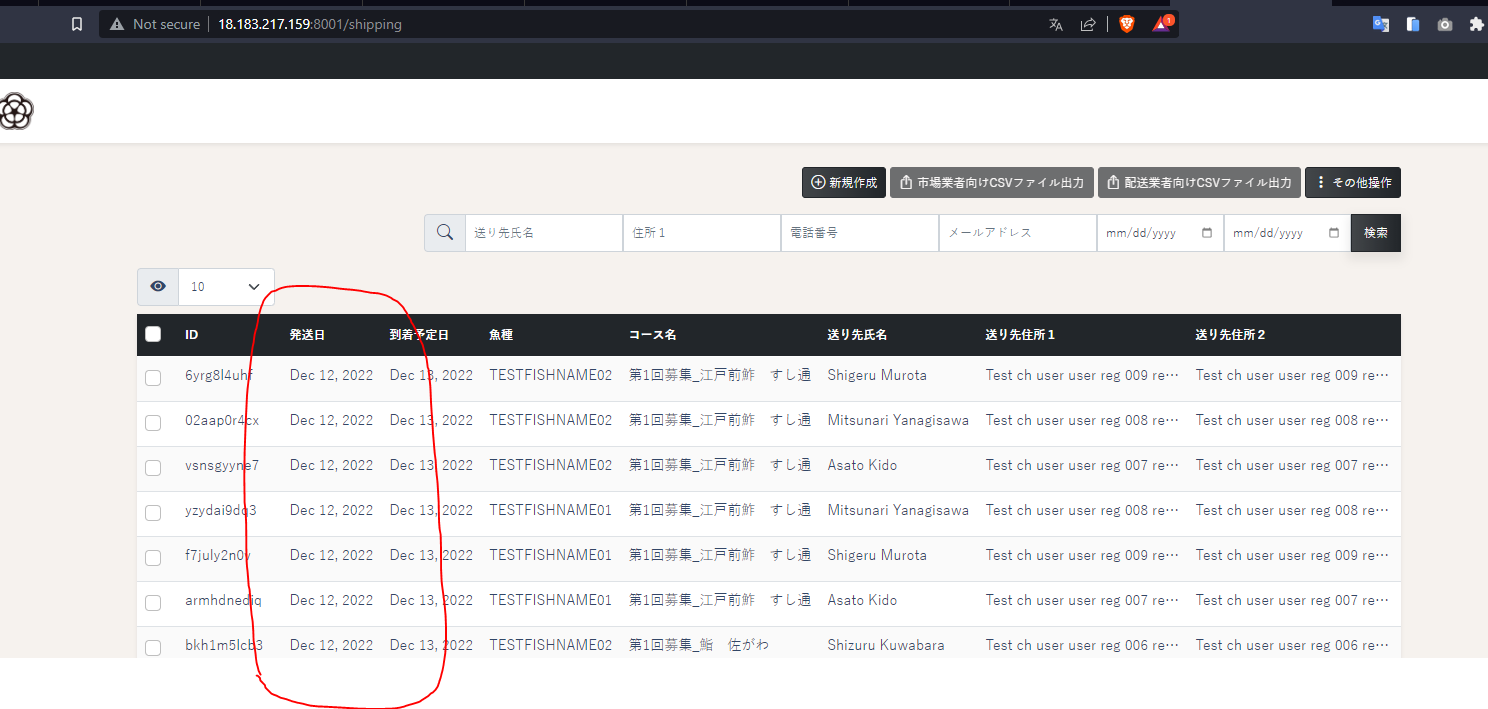 Not secure 18.183.217.159:8001/shipping 1
新規作成 市場業者向けCSVファイル出力 配送業者向けCSVファイル出力 その他操作
送り先氏名 住所１ 電話番号 メールアドレス mm/dd/yyyy mm/dd/yyyy 検索
10
ID 発送日 到着予定日 魚種 コース名 送り先氏名 送り先住所１ 送り先住所２
6yrg8l4uhf Dec 12, 2022 Dec 13, 2022 TESTFISHNAME02 第1回募集_江戸前鮓　すし通 Shigeru Murota Test ch user user reg 009 re… Test ch user user reg 009 re…
02aap0r4cx Dec 12, 2022 Dec 13, 2022 TESTFISHNAME02 第1回募集_江戸前鮓　すし通 Mitsunari Yanagisawa Test ch user user reg 008 re… Test ch user user reg 008 re…
vsnsgyyne7 Dec 12, 2022 Dec 13, 2022 TESTFISHNAME02 第1回募集_江戸前鮓　すし通 Asato Kido Test ch user user reg 007 re… Test ch user user reg 007 re…
yzydai9dq3 Dec 12, 2022 Dec 13, 2022 TESTFISHNAME01 第1回募集_江戸前鮓　すし通 Mitsunari Yanagisawa Test ch user user reg 008 re… Test ch user user reg 008 re…
f7july2n0v Dec 12, 2022 Dec 13, 2022 TESTFISHNAME01 第1回募集_江戸前鮓　すし通 Shigeru Murota Test ch user user reg 009 re… Test ch user user reg 009 re…
armhdnediq Dec 12, 2022 Dec 13, 2022 TESTFISHNAME01 第1回募集_江戸前鮓　すし通 Asato Kido Test ch user user reg 007 re… Test ch user user reg 007 re…
bkh1m5lcb3 Dec 12, 2022 Dec 13, 2022 TESTFISHNAME02 第1回募集_鮨　佐がわ Shizuru Kuwabara Test ch user user reg 006 re… Test ch user user reg 006 re…